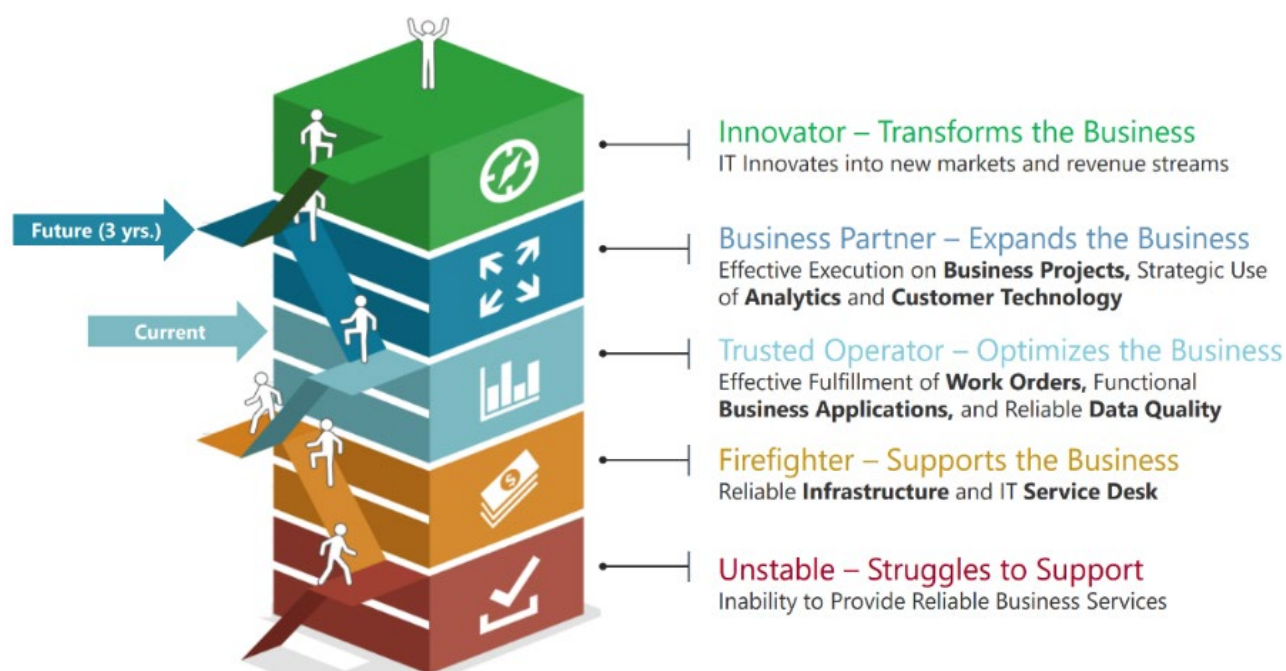 Innovator – Transforms the Business
IT Innovates into new markets and revenue streams
Future (3 yrs.)
Business Partner – Expands the Business
Effective Execution on Business Projects, Strategic Use
of Analytics and Customer Technology
Current
Trusted Operator – Optimizes the Business
Effective Fulfillment of Work Orders, Functional
Business Applications, and Reliable Data Quality
Firefighter – Supports the Business
Reliable Infrastructure and IT Service Desk
$
Unstable – Struggles to Support
Inability to Provide Reliable Business Services